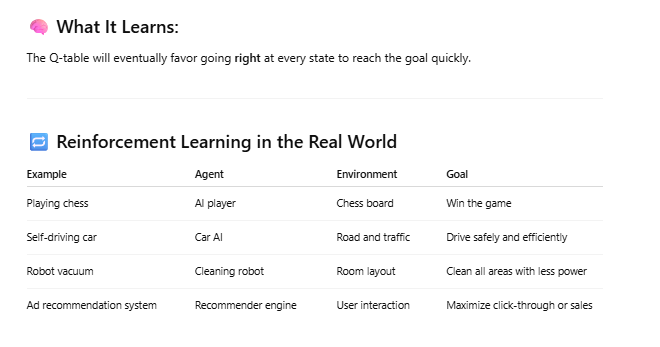 🧠 What It Learns:
The Q-table will eventually favor going right at every state to reach the goal quickly.
🔁 Reinforcement Learning in the Real World
Example Agent Environment Goal
Playing chess AI player Chess board Win the game
Self-driving car Car AI Road and traffic Drive safely and efficiently
Robot vacuum Cleaning robot Room layout Clean all areas with less power
Ad recommendation system Recommender engine User interaction Maximize click-through or sales